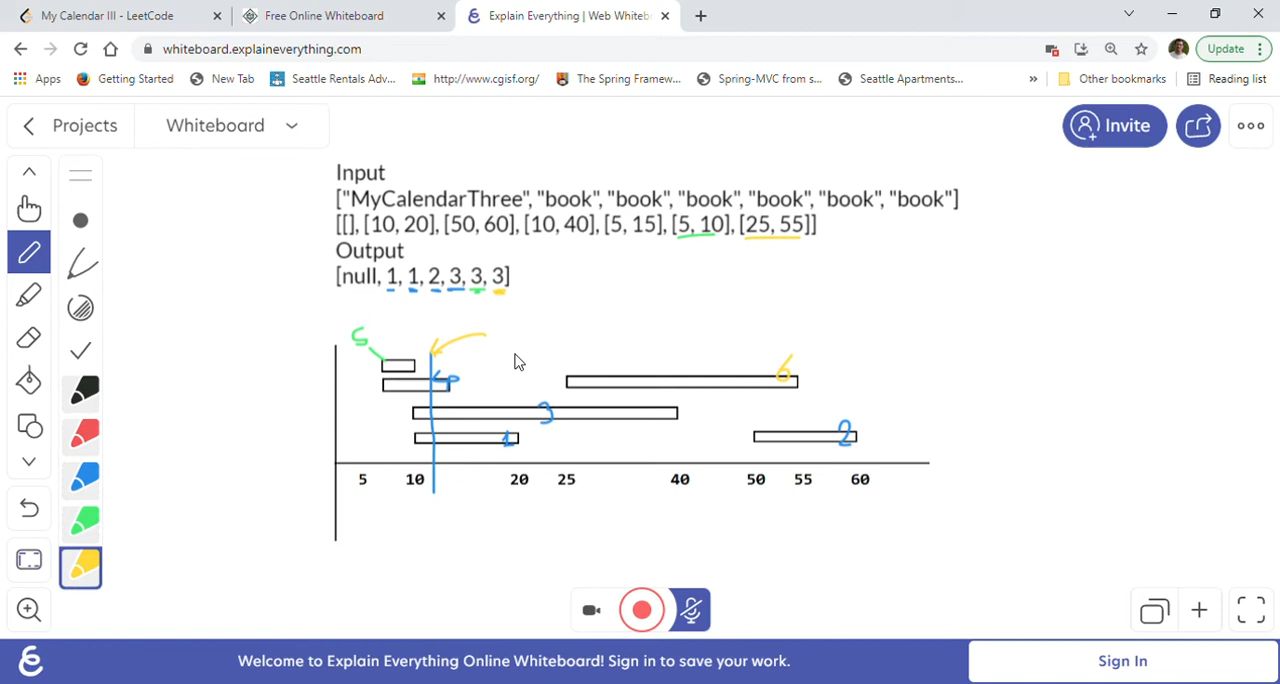 My Calendar III - LeetCode
Free Online Whiteboard
Explain Everything | Web Whiteb
whiteboard.explaineverything.com
Update
Apps
Getting Started
New Tab
Seattle Rentals Adv...
http://www.cgisf.org/
The Spring Framew...
Spring-MVC from s...
Seattle Apartments...
»
Other bookmarks
Reading list
Projects
Whiteboard
Invite
Input
["MyCalendarThree", "book", "book", "book", "book", "book", "book"]
[[], [10, 20], [50, 60], [10, 40], [5, 15], [5, 10], [25, 55]]
Output
[null, 1, 1, 2, 3, 3, 3]
5
4
6
3
1
2
5 10 20 25 40 50 55 60
Welcome to Explain Everything Online Whiteboard! Sign in to save your work.
Sign In